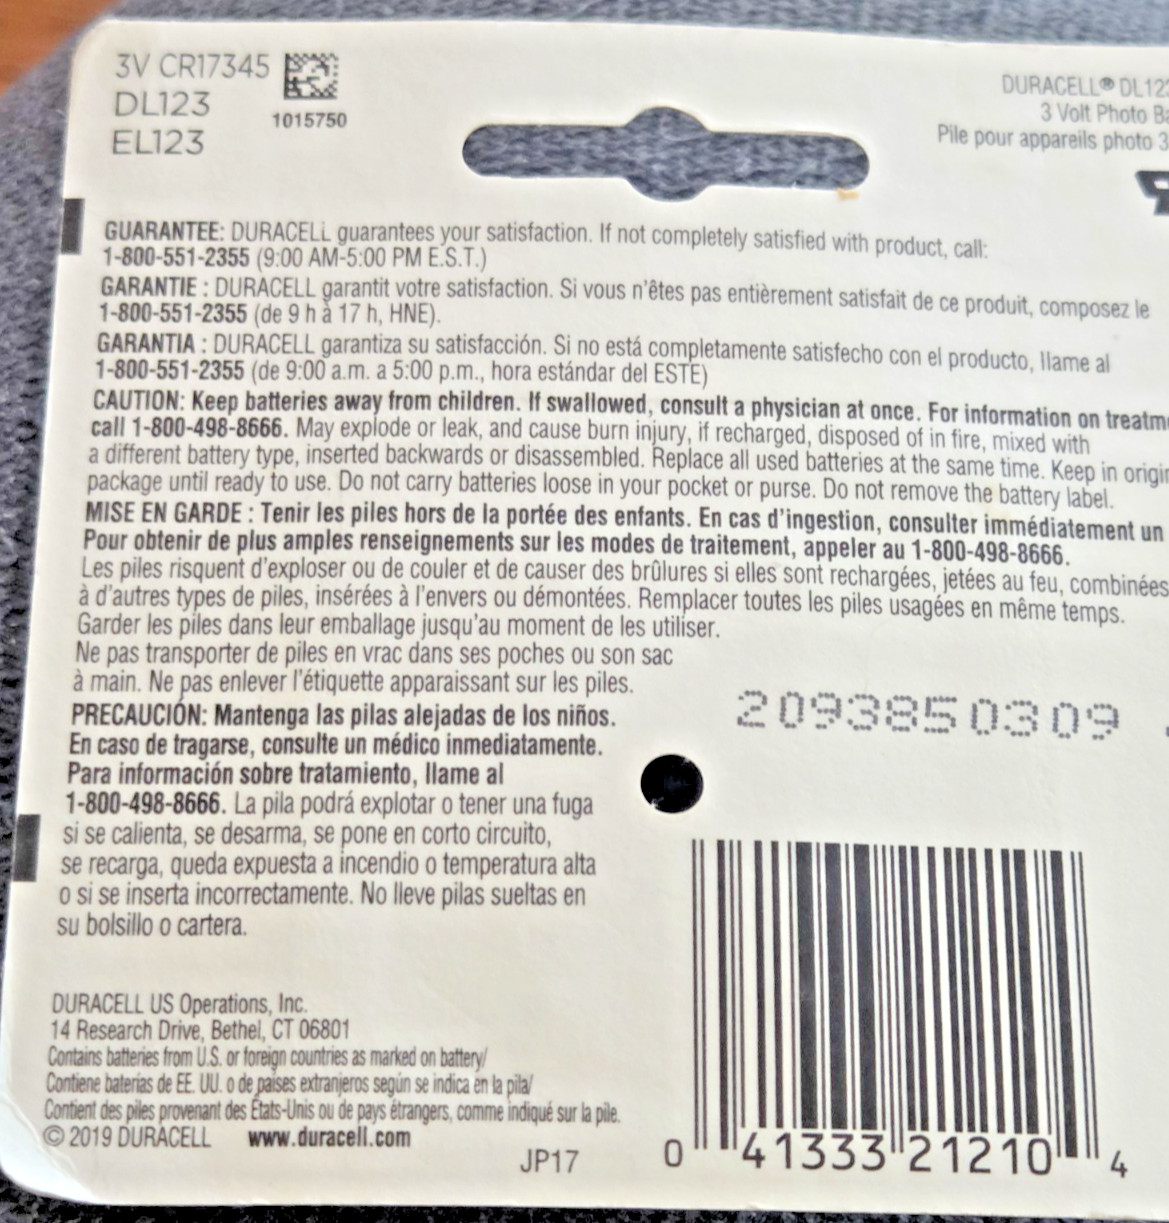 3V CR17345
DL123
EL123
1015750
DURACELL® DL123
3 Volt Photo
Pile pour appareils photo 3
GUARANTEE: DURACELL guarantees your satisfaction. If not completely satisfied with product, call:
1-800-551-2355 (9:00 AM-5:00 PM E.S.T.)
GARANTIE : DURACELL garantit votre satisfaction. Si vous n'êtes pas entièrement satisfait de ce produit, composez le
1-800-551-2355 (de 9 h à 17 h, HNE).
GARANTIA : DURACELL garantiza su satisfacción. Si no está completamente satisfecho con el producto, llame al
1-800-551-2355 (de 9:00 a.m. a 5:00 p.m., hora estándar del ESTE)
CAUTION: Keep batteries away from children. If swallowed, consult a physician at once. For information on
call 1-800-498-8666. May explode or leak, and cause burn injury, if recharged, disposed of in fire, mixed with
a different battery type, inserted backwards or disassembled. Replace all used batteries at the same time. Keep in
package until ready to use. Do not carry batteries loose in your pocket or purse. Do not remove the battery label.
MISE EN GARDE : Tenir les piles hors de la portée des enfants. En cas d'ingestion, consulter immédiatement un
Pour obtenir de plus amples renseignements sur les modes de traitement, appeler au 1-800-498-8666.
Les piles risquent d'exploser ou de couler et de causer des brûlures si elles sont rechargées, jetées au feu, combinées
à d'autres types de piles, insérées à l'envers ou démontées. Remplacer toutes les piles usagées en même temps.
Garder les piles dans leur emballage jusqu'au moment de les utiliser.
Ne pas transporter de piles en vrac dans ses poches ou son sac
à main. Ne pas enlever l'étiquette apparaissant sur les piles.
PRECAUCIÓN: Mantenga las pilas alejadas de los niños.
En caso de tragarse, consulte un médico inmediatamente.
Para información sobre tratamiento, llame al
1-800-498-8666. La pila podrá explotar o tener una fuga
si se calienta, se desarma, se pone en corto circuito,
se recarga, queda expuesta a incendio o temperatura alta
o si se inserta incorrectamente. No lleve pilas sueltas en
su bolsillo o cartera.
2093850309
DURACELL US Operations, Inc.
14 Research Drive, Bethel, CT 06801
Contains batteries from U.S. or foreign countries as marked on battery/
Contiene baterías de EE. UU. o de países extranjeros según se indica en la pila/
Contient des piles provenant des États-Unis ou de pays étrangers, comme indiqué sur la pile.
© 2019 DURACELL www.duracell.com
JP17
0 41333 21210 4